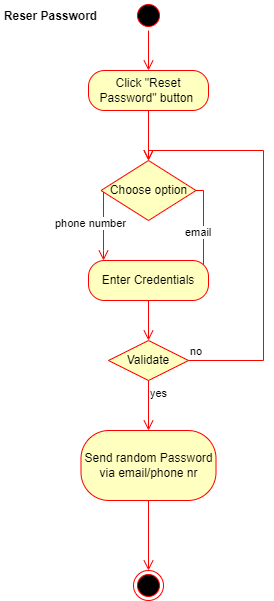 Reser Password
Click "Reset
Password" button
Choose option
phone number
email
Enter Credentials
Validate
no
yes
Send random Password
via email/phone nr